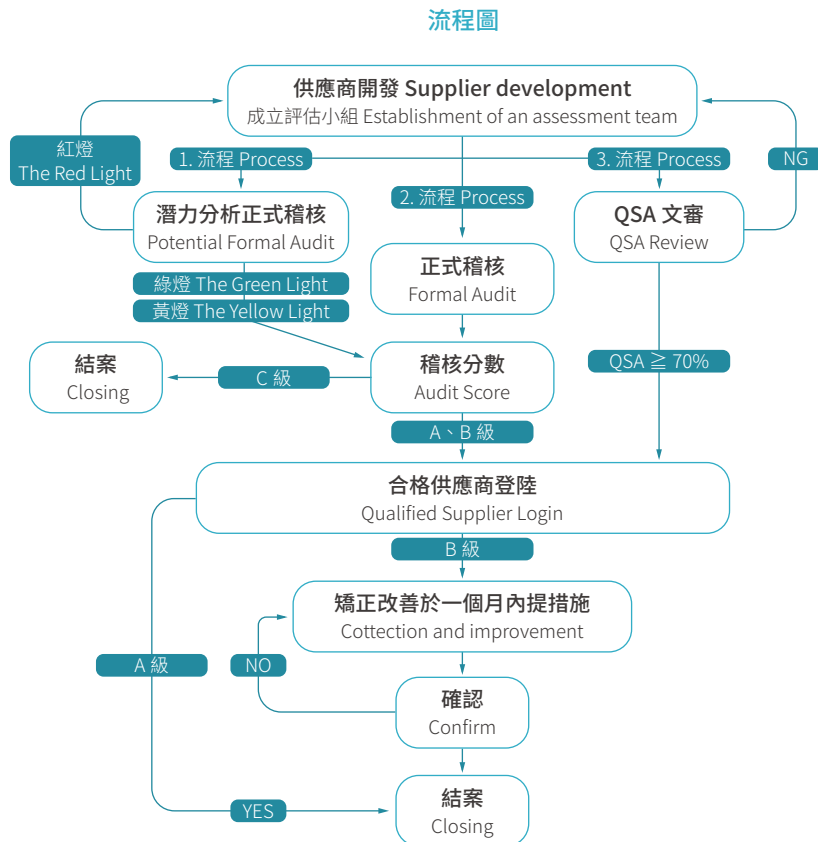 流程圖
供應商開發 Supplier development
成立評估小組 Establishment of an assessment team
紅燈
The Red Light
1. 流程 Process
3. 流程 Process
NG
2. 流程 Process
潛力分析正式稽核
Potential Formal Audit
QSA 文審
QSA Review
正式稽核
Formal Audit
綠燈 The Green Light
黃燈 The Yellow Light
結案
Closing
C 級
稽核分數
Audit Score
QSA ≧ 70%
A、B 級
合格供應商登陸
Qualified Supplier Login
B 級
矯正改善於一個月內提措施
Cottection and improvement
A 級
NO
確認
Confirm
結案
Closing
YES